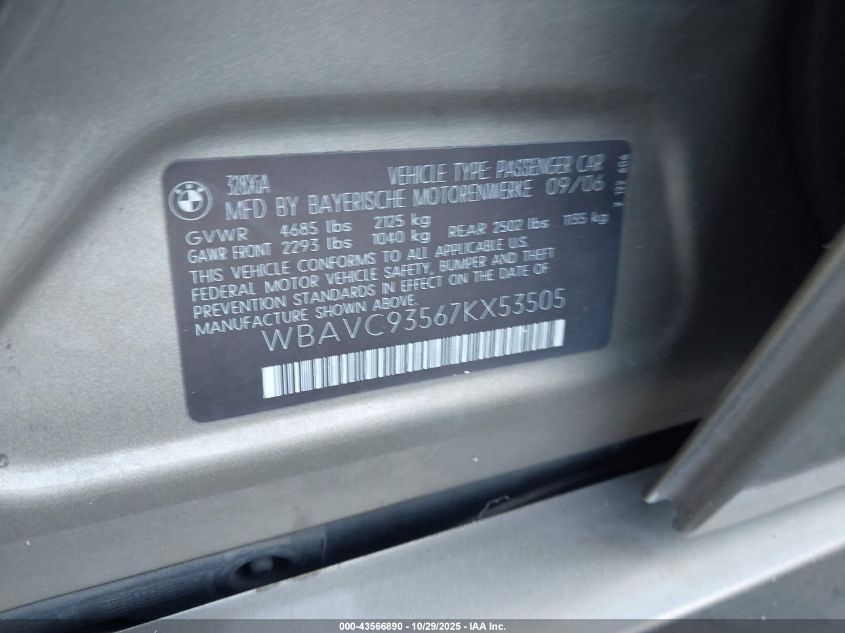 BMW
328XIA VEHICLE TYPE: PASSENGER CAR
MFD BY BAYERISCHE MOTORENWERKE 09/06
GVWR 4685 lbs 2125 kg
GAWR FRONT 2293 lbs 1040 kg REAR 2502 lbs 1135 kg
THIS VEHICLE CONFORMS TO ALL APPLICABLE U.S.
FEDERAL MOTOR VEHICLE SAFETY, BUMPER AND THEFT
PREVENTION STANDARDS IN EFFECT ON THE DATE OF
MANUFACTURE SHOWN ABOVE.
WBAVC93567KX53505
000-43566890 - 10/29/2025 - IAA Inc.